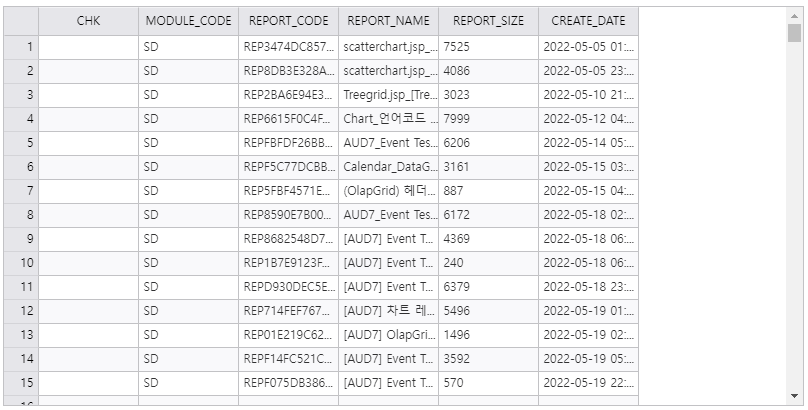 CHK MODULE_CODE REPORT_CODE REPORT_NAME REPORT_SIZE CREATE_DATE
1 SD REP3474DC857... scatterchart.jsp_... 7525 2022-05-05 01:...
2 SD REP8DB3E328A... scatterchart.jsp_... 4086 2022-05-05 23:...
3 SD REP2BA6E94E3... Treegrid.jsp_[Tre... 3023 2022-05-10 21:...
4 SD REP6615F0C4F... Chart_언어코드 ... 7999 2022-05-12 04:...
5 SD REPFBFDF26BB... AUD7_Event Tes... 6206 2022-05-14 05:...
6 SD REPF5C77DCBB... Calendar_DataG... 3161 2022-05-15 03:...
7 SD REP5FBF4571E... (OlapGrid) 헤더... 887 2022-05-15 04:...
8 SD REP8590E7B00... AUD7_Event Tes... 6172 2022-05-18 02:...
9 SD REP8682548D7... [AUD7] Event T... 4369 2022-05-18 06:...
10 SD REP1B7E9123F... [AUD7] Event T... 240 2022-05-18 06:...
11 SD REPD930DEC5E... [AUD7] Event T... 6379 2022-05-18 23:...
12 SD REP714FEF767... [AUD7] 차트 레... 5496 2022-05-19 01:...
13 SD REP01E219C62... [AUD7] OlapGri... 1496 2022-05-19 02:...
14 SD REPF14FC521C... [AUD7] Event T... 3592 2022-05-19 05:...
15 SD REPF075DB386... [AUD7] Event T... 570 2022-05-19 22:...